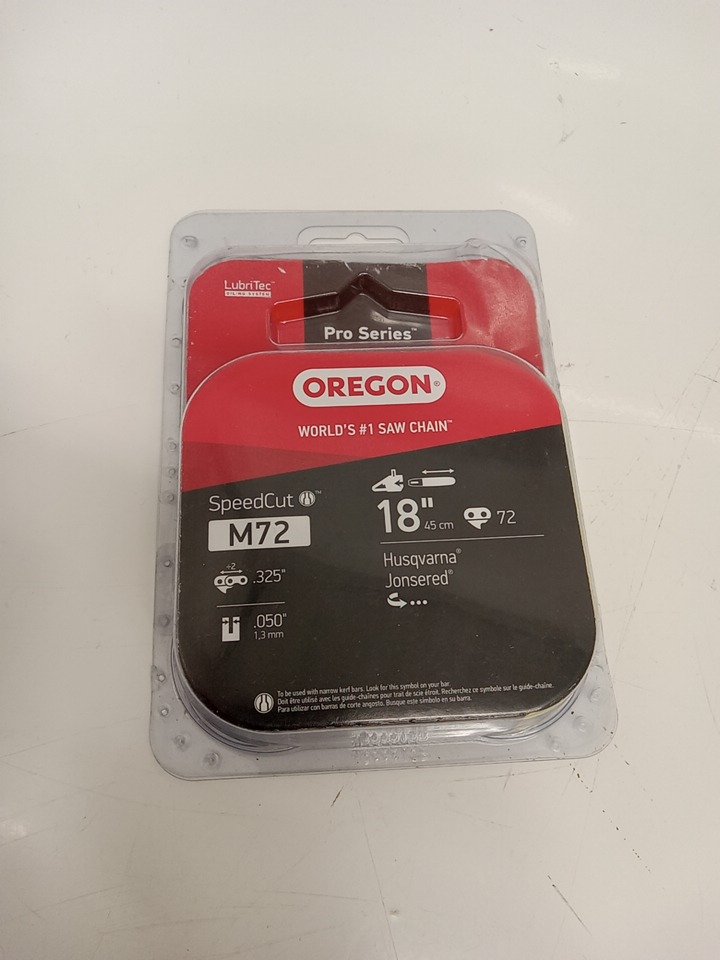 LubriTec™
OILING SYSTEM
Pro Series™
OREGON®
WORLD'S #1 SAW CHAIN™
SpeedCut ™
M72
÷2
.325"
.050"
1,3 mm
18" 45 cm
72
Husqvarna®
Jonsered®
To be used with narrow kerf bars. Look for this symbol on your bar.
Doit être utilisé avec les guide-chaînes pour trait de scie étroit. Recherchez ce symbole sur le guide-chaîne.
Para utilizar con barras de corte angosto. Busque este símbolo en su barra.